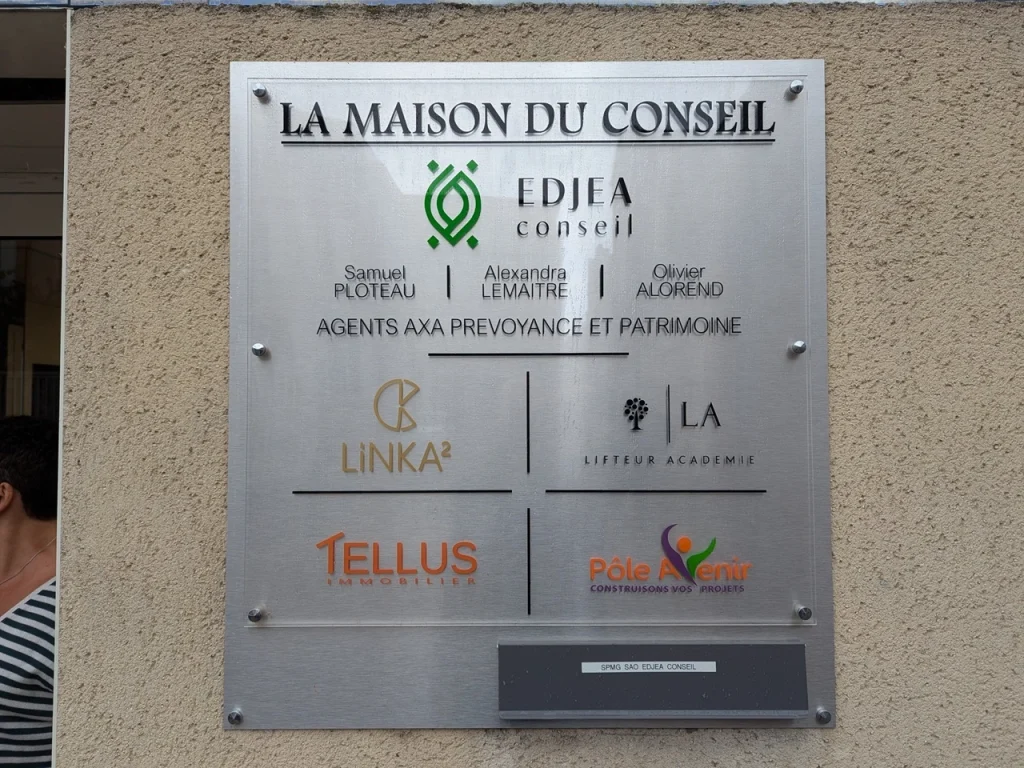 LA MAISON DU CONSEIL
EDJEA
conseil
Samuel
PLOTEAU
Alexandra
LEMAITRE
Olivier
ALOREND
AGENTS AXA PREVOYANCE ET PATRIMOINE
LiNKA²
LA
LIFTEUR ACADEMIE
TELLUS
IMMOBILIER
Pôle Avenir
CONSTRUISONS VOS PROJETS
SPMG SAO EDJEA CONSEIL